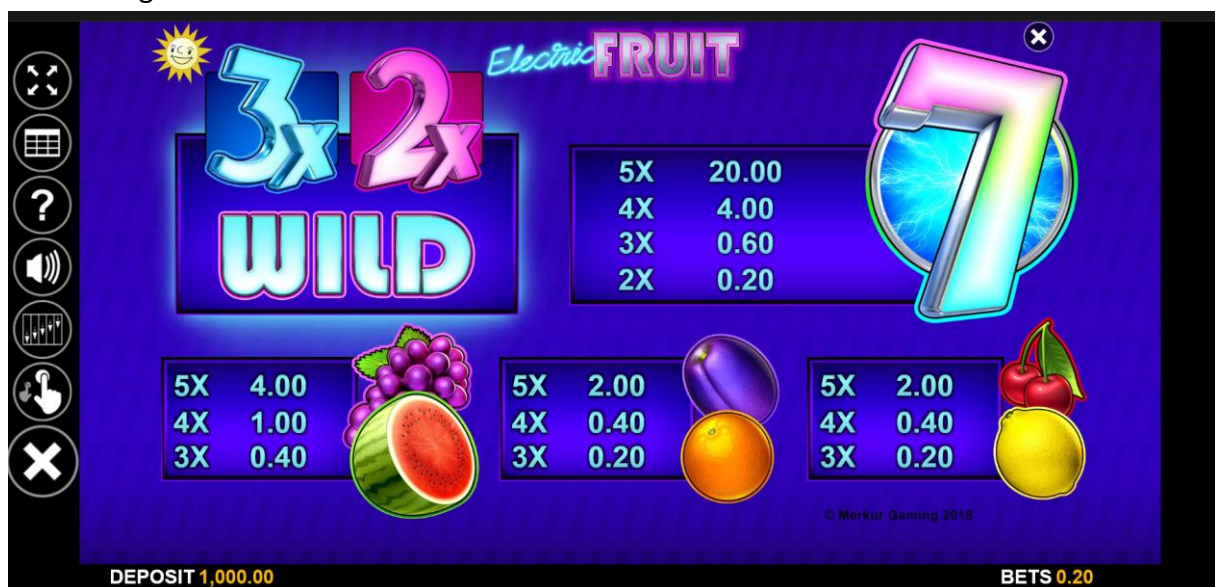 Electric FRUIT
3x 2x
WILD
5X 20.00
4X 4.00
3X 0.60
2X 0.20
7
5X 4.00
4X 1.00
3X 0.40
5X 2.00
4X 0.40
3X 0.20
5X 2.00
4X 0.40
3X 0.20
© Merkur Gaming 2018
DEPOSIT 1,000.00
BETS 0.20